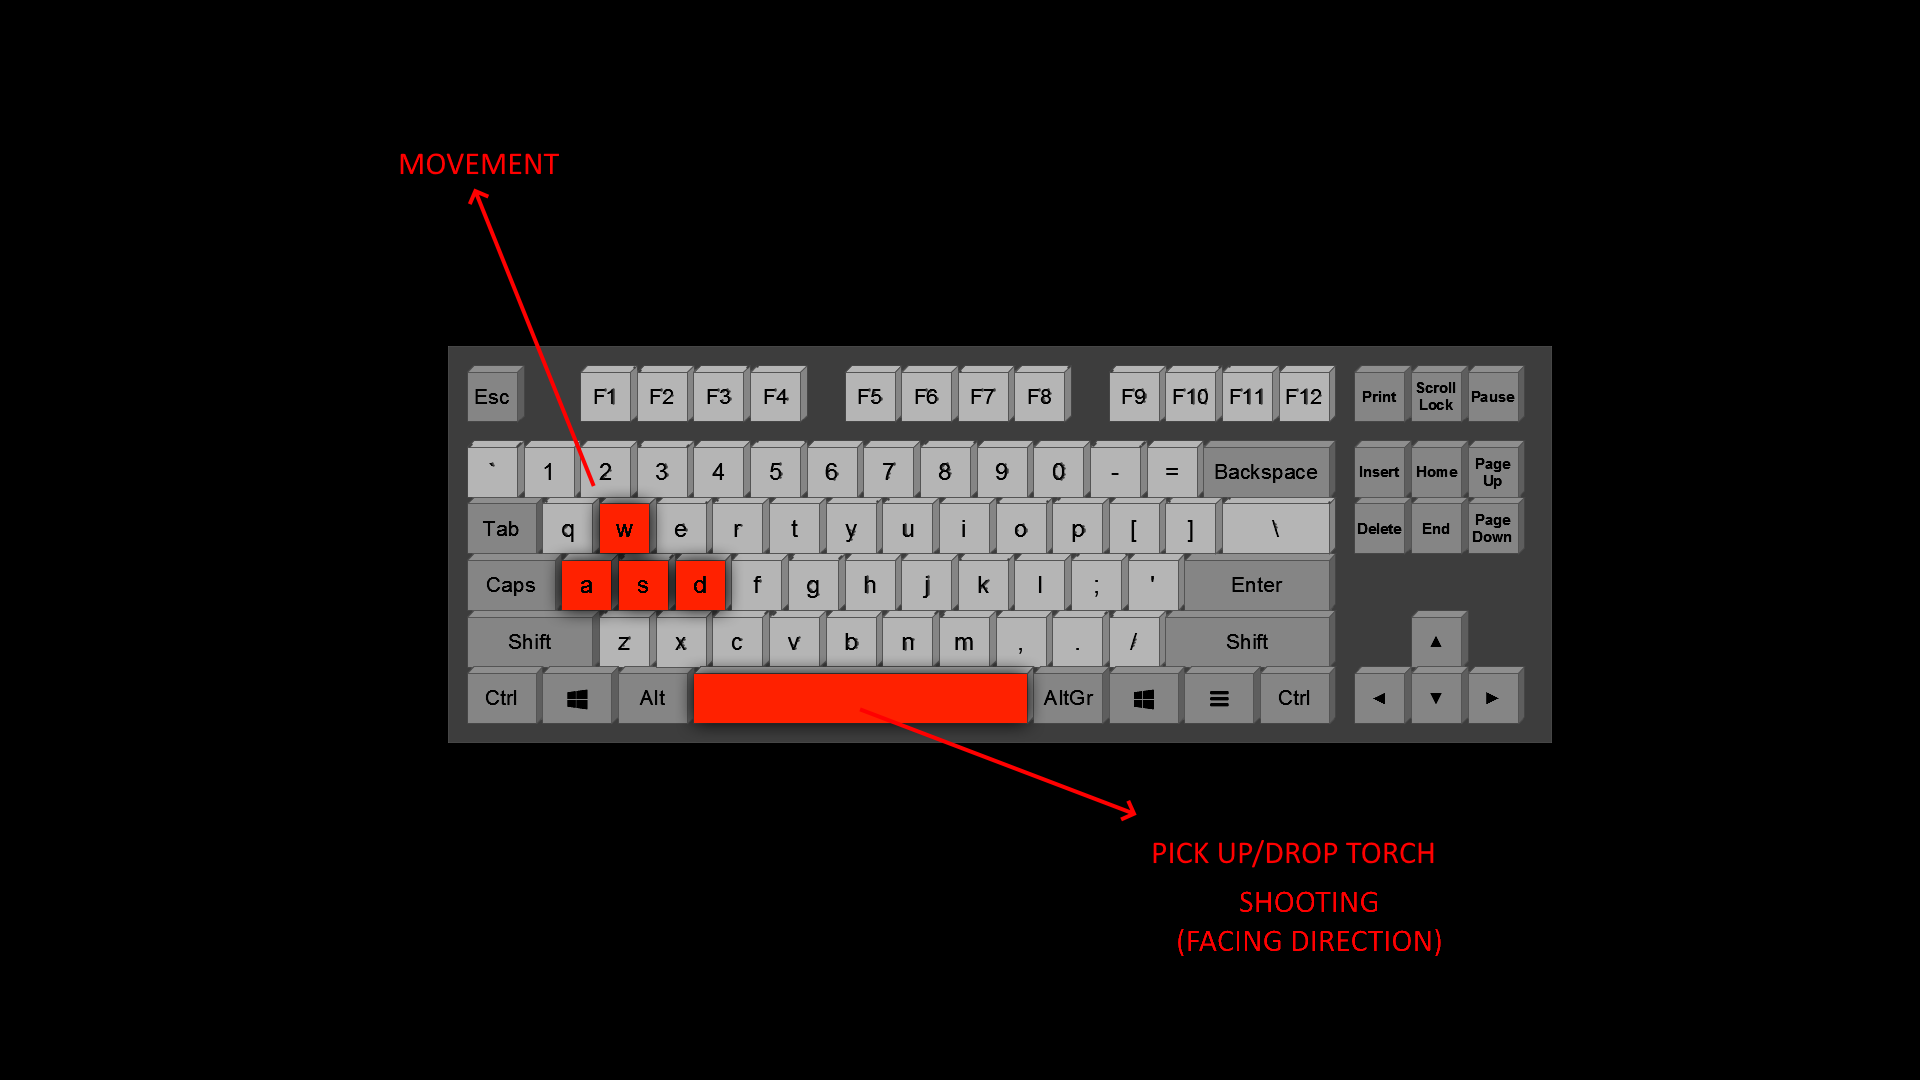 MOVEMENT
Esc F1 F2 F3 F4 F5 F6 F7 F8 F9 F10 F11 F12 Print Scroll Lock Pause
` 1 2 3 4 5 6 7 8 9 0 - = Backspace Insert Home Page Up
Tab q w e r t y u i o p [ ] \ Delete End Page Down
Caps a s d f g h j k l ; ' Enter
Shift z x c v b n m , . / Shift ▲
Ctrl Alt AltGr Ctrl ◄ ▼ ►
PICK UP/DROP TORCH
SHOOTING
(FACING DIRECTION)